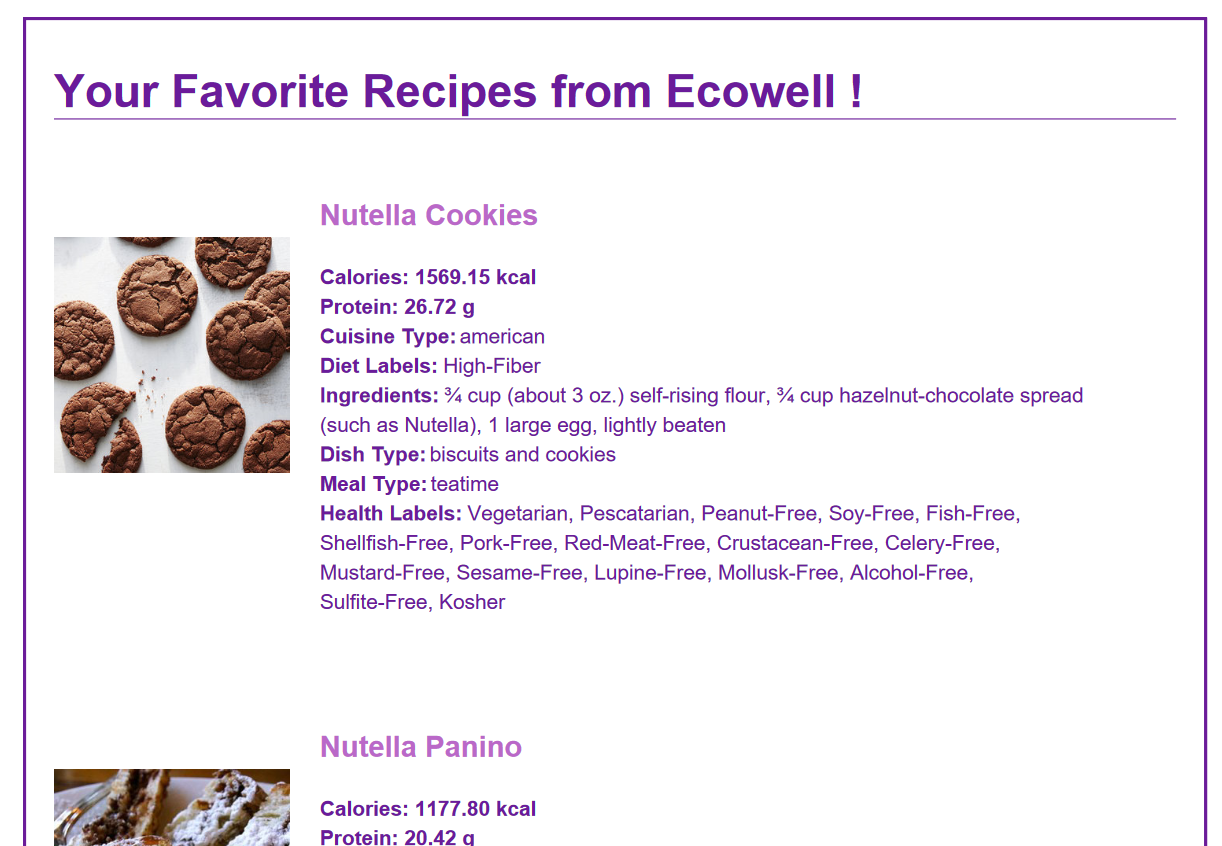 Your Favorite Recipes from Ecowell !
Nutella Cookies
Calories: 1569.15 kcal
Protein: 26.72 g
Cuisine Type: american
Diet Labels: High-Fiber
Ingredients: ¾ cup (about 3 oz.) self-rising flour, ¾ cup hazelnut-chocolate spread
(such as Nutella), 1 large egg, lightly beaten
Dish Type: biscuits and cookies
Meal Type: teatime
Health Labels: Vegetarian, Pescatarian, Peanut-Free, Soy-Free, Fish-Free,
Shellfish-Free, Pork-Free, Red-Meat-Free, Crustacean-Free, Celery-Free,
Mustard-Free, Sesame-Free, Lupine-Free, Mollusk-Free, Alcohol-Free,
Sulfite-Free, Kosher
Nutella Panino
Calories: 1177.80 kcal
Protein: 20.42 g